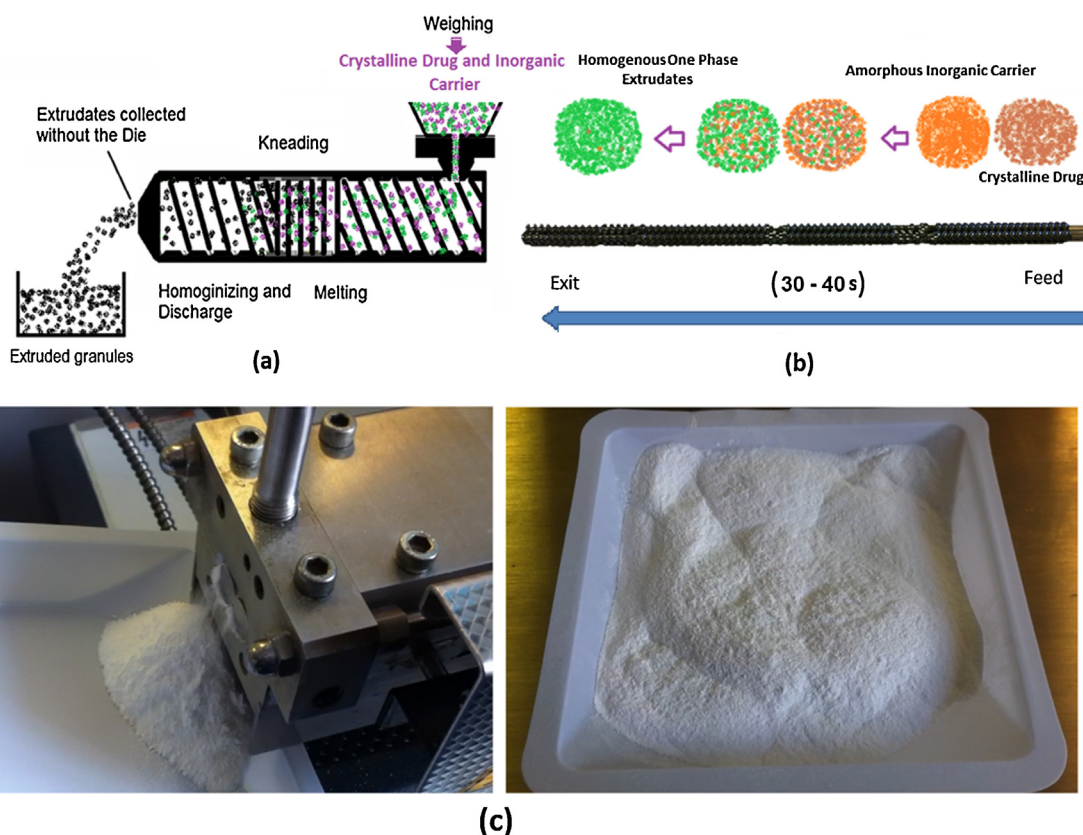 Weighing
Crystalline Drug and Inorganic
Carrier
Extrudates collected
without the Die
Kneading
Homoginizing and
Discharge
Melting
Extruded granules
(a)
Homogenous One Phase
Extrudates
Amorphous Inorganic Carrier
Crystalline Drug
Exit
(30 - 40s)
Feed
(b)
(c)